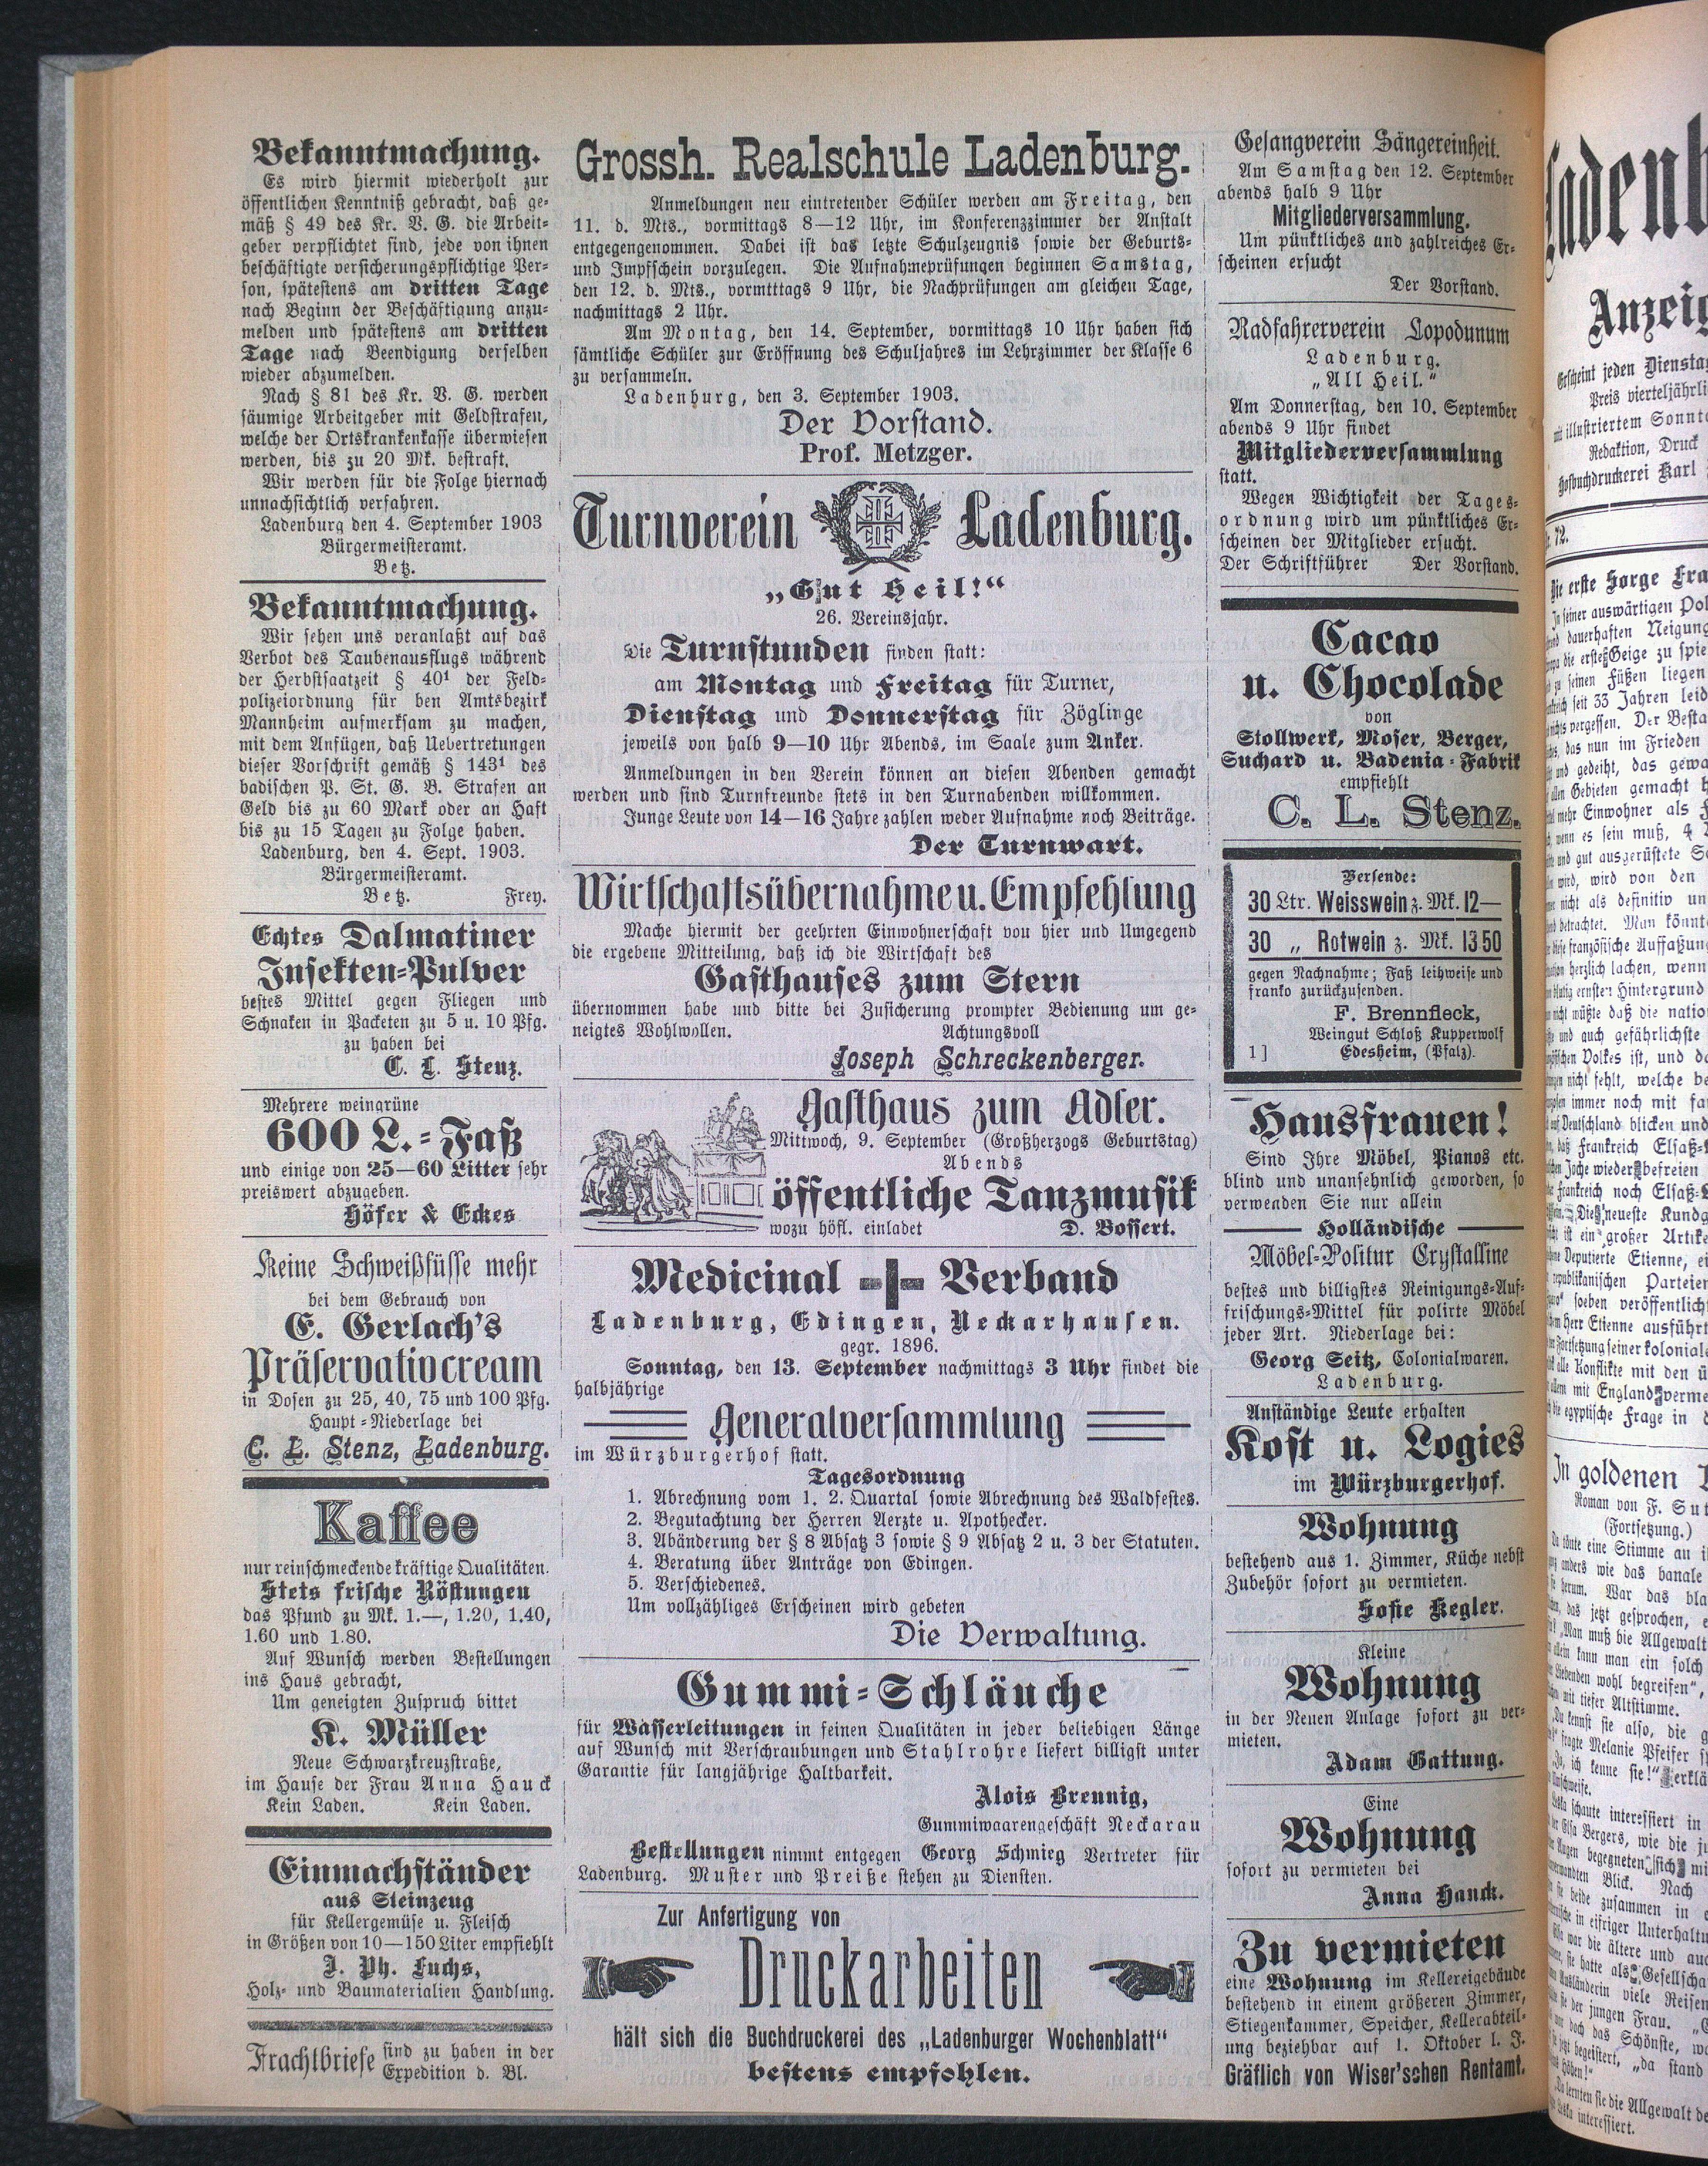 Bekanntmachung.
Es wird hiermit wiederholt zur
öffentlichen Kenntniß gebracht, daß ge-
mäß § 49 des Kr. V. G. die Arbeit-
geber verpflichtet sind, jede von ihnen
beschäftigte versicherungspflichtige Per-
son, spätestens am dritten Tage
nach Beginn der Beschäftigung anzu-
melden und spätestens am dritten
Tage nach Beendigung derselben
wieder abzumelden.
Nach § 81 des Kr. V. G. werden
säumige Arbeitgeber mit Geldstrafen,
welche der Ortskrankenkasse überwiesen
werden, bis zu 20 Mk. bestraft.
Wir werden für die Folge hiernach
unnachsichtlich verfahren.
Ladenburg den 4. September 1903
Bürgermeisteramt.
Betz.
Bekanntmachung.
Wir sehen uns veranlaßt auf das
Verbot des Taubenausflugs während
der Herbstsaatzeit § 40¹ der Feld-
polizeiordnung für den Amtsbezirk
Mannheim aufmerksam zu machen,
mit dem Anfügen, daß Uebertretungen
dieser Vorschrift gemäß § 143¹ des
badischen P. St. G. B. Strafen an
Geld bis zu 60 Mark oder an Haft
bis zu 15 Tagen zu Folge haben.
Ladenburg, den 4. Sept. 1903.
Bürgermeisteramt.
Betz. Frey.
Echtes Dalmatiner
Insekten-Pulver
bestes Mittel gegen Fliegen und
Schnaken in Packeten zu 5 u. 10 Pfg.
zu haben bei
C. L. Stenz.
Mehrere weingrüne
600 L.-Faß
und einige von 25—60 Litter sehr
preiswert abzugeben.
Höfer & Eckes
Keine Schweißfüsse mehr
bei dem Gebrauch von
E. Gerlach's
Präservativcream
in Dosen zu 25, 40, 75 und 100 Pfg.
Haupt-Niederlage bei
C. L. Stenz, Ladenburg.
Kaffee
nur reinschmeckende kräftige Qualitäten.
Stets frische Röstungen
das Pfund zu Mk. 1.—, 1.20, 1.40,
1.60 und 1.80.
Auf Wunsch werden Bestellungen
ins Haus gebracht,
Um geneigten Zuspruch bittet
K. Müller
Neue Schwarzkreuzstraße,
im Hause der Frau Anna Hauck
Kein Laden. Kein Laden.
Einmachständer
aus Steinzeug
für Kellergemüse u. Fleisch
in Größen von 10—150 Liter empfiehlt
J. Ph. Fuchs,
Holz- und Baumaterialien Handlung.
Frachtbriefe sind zu haben in der
Expedition d. Bl.
Grossh. Realschule Ladenburg.
Anmeldungen neu eintretender Schüler werden am Freitag, den
11. d. Mts., vormittags 8—12 Uhr, im Konferenzzimmer der Anstalt
entgegengenommen. Dabei ist das letzte Schulzeugnis sowie der Geburts-
und Impfschein vorzulegen. Die Aufnahmeprüfungen beginnen Samstag,
den 12. d. Mts., vormtttags 9 Uhr, die Nachprüfungen am gleichen Tage,
nachmittags 2 Uhr.
Am Montag, den 14. September, vormittags 10 Uhr haben sich
sämtliche Schüler zur Eröffnung des Schuljahres im Lehrzimmer der Klasse 6
zu versammeln.
Ladenburg, den 3. September 1903.
Der Vorstand.
Prof. Metzger.
Turnverein Ladenburg.
„Gut Heil!“
26. Vereinsjahr.
Die Turnstunden finden statt:
am Montag und Freitag für Turner,
Dienstag und Donnerstag für Zöglinge
jeweils von halb 9—10 Uhr Abends, im Saale zum Anker.
Anmeldungen in den Verein können an diesen Abenden gemacht
werden und sind Turnfreunde stets in den Turnabenden willkommen.
Junge Leute von 14—16 Jahre zahlen weder Aufnahme noch Beiträge.
Der Turnwart.
Wirtschaftsübernahme u. Empfehlung
Mache hiermit der geehrten Einwohnerschaft von hier und Umgegend
die ergebene Mitteilung, daß ich die Wirtschaft des
Gasthauses zum Stern
übernommen habe und bitte bei Zusicherung prompter Bedienung um ge-
neigtes Wohlwollen. Achtungsvoll
Joseph Schreckenberger.
Gasthaus zum Adler.
Mittwoch, 9. September (Großherzogs Geburtstag)
Abends
öffentliche Tanzmusik
wozu höfl. einladet D. Bossert.
Medicinal Verband
Ladenburg, Edingen, Neckarhausen.
gegr. 1896.
Sonntag, den 13. September nachmittags 3 Uhr findet die
halbjährige
Generalversammlung
im Würzburgerhof statt.
Tagesordnung
1. Abrechnung vom 1. 2. Quartal sowie Abrechnung des Waldfestes.
2. Begutachtung der Herren Aerzte u. Apothecker.
3. Abänderung der § 8 Absatz 3 sowie § 9 Absatz 2 u. 3 der Statuten.
4. Beratung über Anträge von Edingen.
5. Verschiedenes.
Um vollzähliges Erscheinen wird gebeten
Die Verwaltung.
Gummi-Schläuche
für Wasserleitungen in feinen Qualitäten in jeder beliebigen Länge
auf Wunsch mit Verschraubungen und Stahlrohre liefert billigst unter
Garantie für langjährige Haltbarkeit.
Alois Brennig,
Gummiwaarengeschäft Neckarau
Bestellungen nimmt entgegen Georg Schmieg Vertreter für
Ladenburg. Muster und Preiße stehen zu Diensten.
Zur Anfertigung von
Druckarbeiten
hält sich die Buchdruckerei des „Ladenburger Wochenblatt“
bestens empfohlen.
Gesangverein Sängereinheit.
Am Samstag den 12. September
abends halb 9 Uhr
Mitgliederversammlung.
Um pünktliches und zahlreiches Er-
scheinen ersucht
Der Vorstand.
Radfahrerverein Lopodunum
Ladenburg.
„All Heil.“
Am Donnerstag, den 10. September
abends 9 Uhr findet
Mitgliederversammlung
statt.
Wegen Wichtigkeit der Tages-
ordnung wird um pünktliches Er-
scheinen der Mitglieder ersucht.
Der Schriftführer Der Vorstand.
Cacao
u. Chocolade
von
Stollwerk, Moser, Berger,
Suchard u. Badenia-Fabrik
empfiehlt
C. L. Stenz.
Versende:
30 Ltr. Weisswein z. Mk. 12—
30 „ Rotwein z. Mk. 13 50
gegen Nachnahme; Faß leihweise und
franko zurückzusenden.
F. Brennfleck,
Weingut Schloß Kupperwolf
1] Edesheim, (Pfalz).
Hausfrauen!
Sind Ihre Möbel, Pianos etc.
blind und unansehnlich geworden, so
verwenden Sie nur allein
Holländische
Möbel-Politur Crystalline
bestes und billigstes Reinigungs-Auf-
frischungs-Mittel für polirte Möbel
jeder Art. Niederlage bei:
Georg Seitz, Colonialwaren.
Ladenburg.
Anständige Leute erhalten
Kost u. Logies
im Würzburgerhof.
Wohnung
bestehend aus 1. Zimmer, Küche nebst
Zubehör sofort zu vermieten.
Sofie Kegler.
Kleine
Wohnung
in der Neuen Anlage sofort zu ver-
mieten.
Adam Gattung.
Eine
Wohnung
sofort zu vermieten bei
Anna Hauck.
Zu vermieten
eine Wohnung im Kellereigebäude
bestehend in einem größeren Zimmer,
Stiegenkammer, Speicher, Kellerabteil-
ung beziehbar auf 1. Oktober l. J.
Gräflich von Wiser'schen Rentamt.